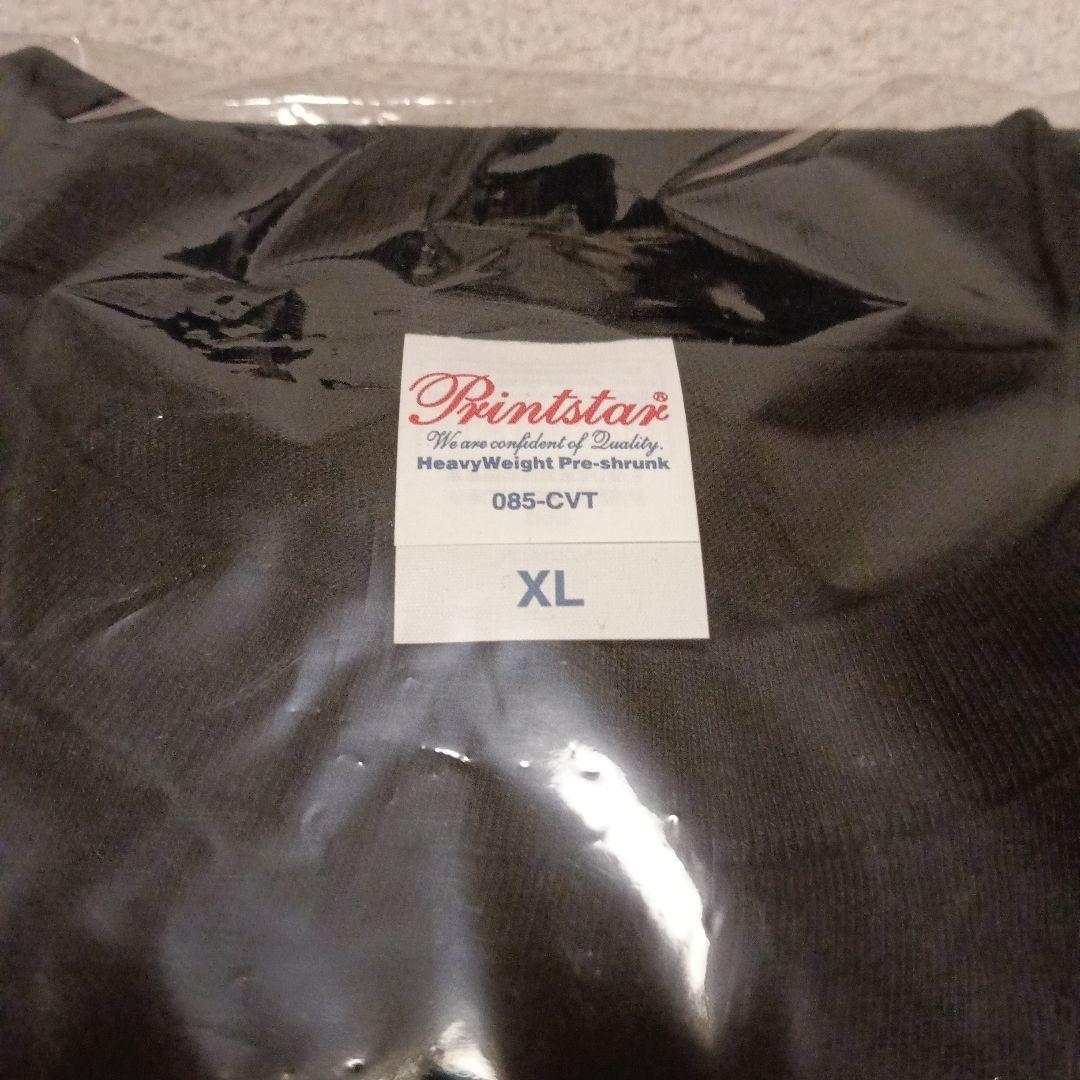 Printstar®
We are confident of Quality.
HeavyWeight Pre-shrunk
085-CVT
XL